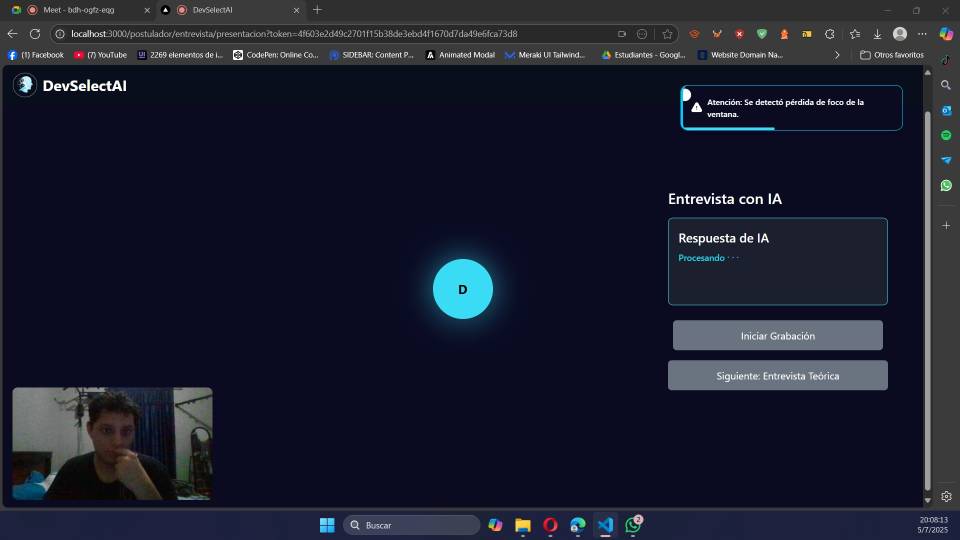 Meet - bdh-ogfz-eqg
DevSelectAI
localhost:3000/postulador/entrevista/presentacion?token=4f603e2d49c2701f15b38de3ebd4f1670d7da49e6fca73d8
(1) Facebook
(7) YouTube
2269 elementos de i...
CodePen: Online Co...
SIDEBAR: Content P...
Animated Modal
Meraki UI Tailwind...
Estudiantes - Googl...
Website Domain Na...
Otros favoritos
DevSelectAI
Atención: Se detectó pérdida de foco de la
ventana.
Entrevista con IA
Respuesta de IA
Procesando · · ·
D
Iniciar Grabación
Siguiente: Entrevista Teórica
Buscar
2
20:08:13
5/7/2025